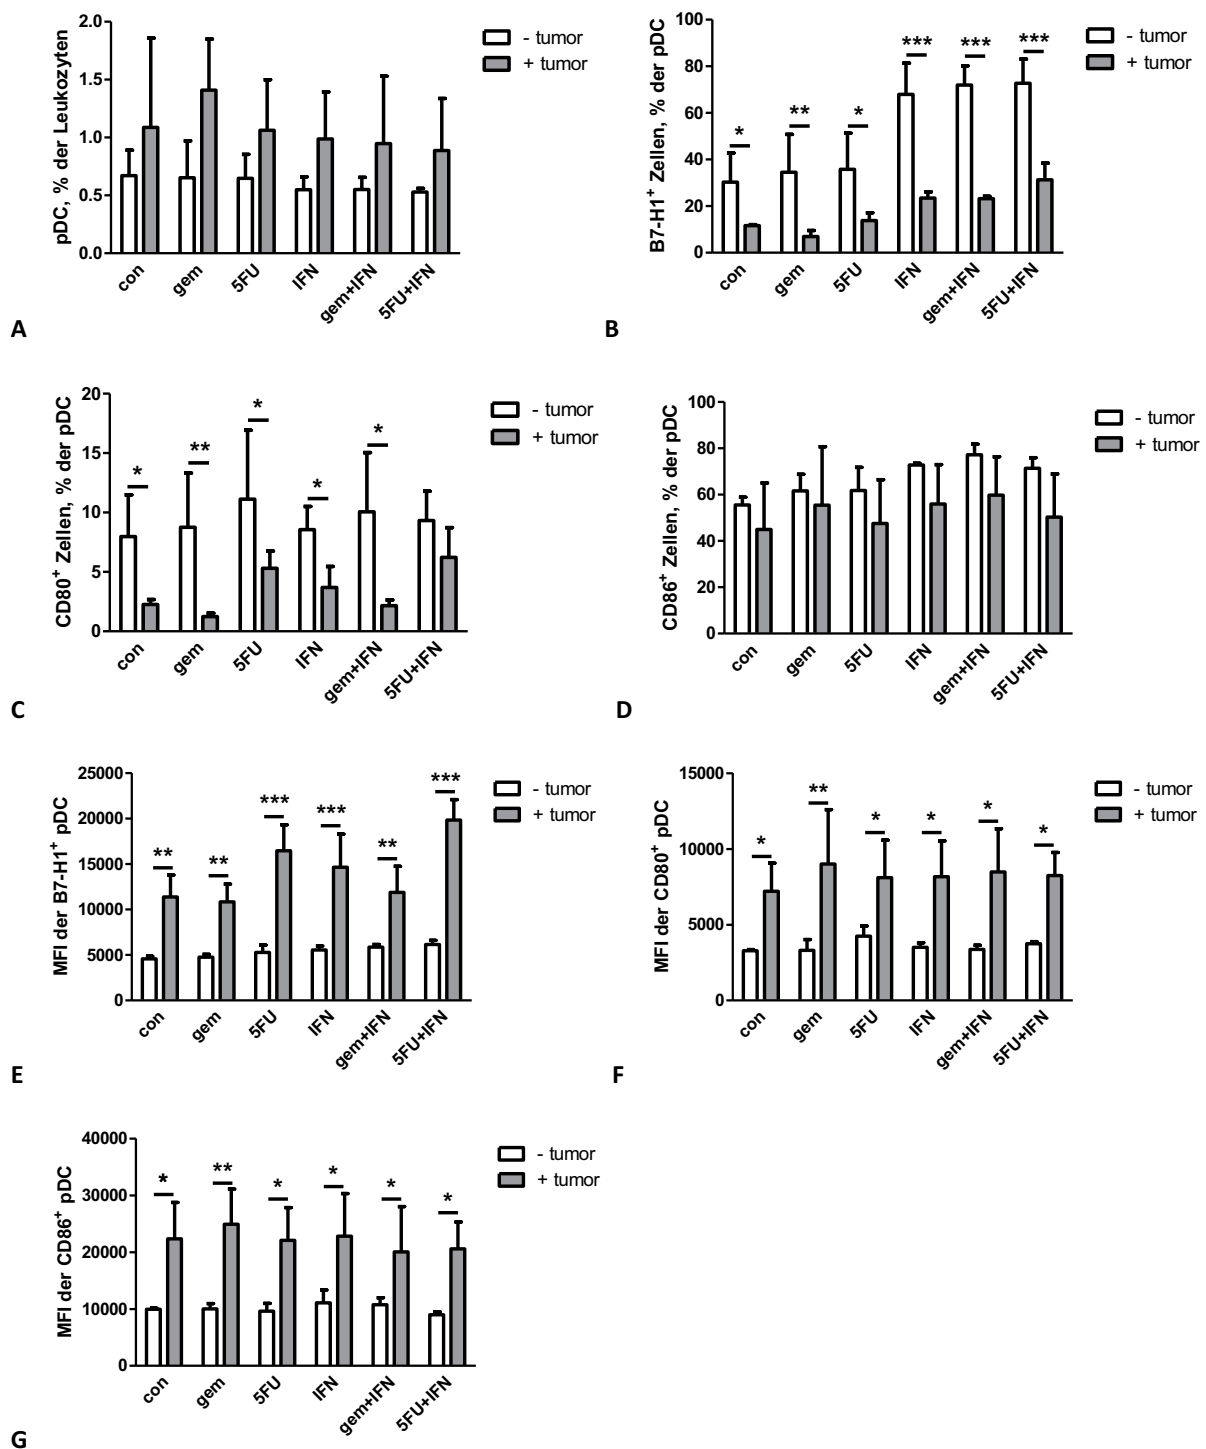 pDC, % der Leukozyten
2.0
1.5
1.0
0.5
0.0
- tumor
+ tumor
con
gem
5FU
IFN
gem+IFN
5FU+IFN
A
B7-H1⁺ Zellen, % der pDC
100
80
60
40
20
0
*
**
*
***
***
***
- tumor
+ tumor
con
gem
5FU
IFN
gem+IFN
5FU+IFN
B
CD80⁺ Zellen, % der pDC
20
15
10
5
0
*
**
*
*
*
- tumor
+ tumor
con
gem
5FU
IFN
gem+IFN
5FU+IFN
C
CD86⁺ Zellen, % der pDC
100
80
60
40
20
0
- tumor
+ tumor
con
gem
5FU
IFN
gem+IFN
5FU+IFN
D
MFI der B7-H1⁺ pDC
25000
20000
15000
10000
5000
0
**
**
***
***
**
***
- tumor
+ tumor
con
gem
5FU
IFN
gem+IFN
5FU+IFN
E
MFI der CD80⁺ pDC
15000
10000
5000
0
*
**
*
*
*
*
- tumor
+ tumor
con
gem
5FU
IFN
gem+IFN
5FU+IFN
F
MFI der CD86⁺ pDC
40000
30000
20000
10000
0
*
**
*
*
*
*
- tumor
+ tumor
con
gem
5FU
IFN
gem+IFN
5FU+IFN
G